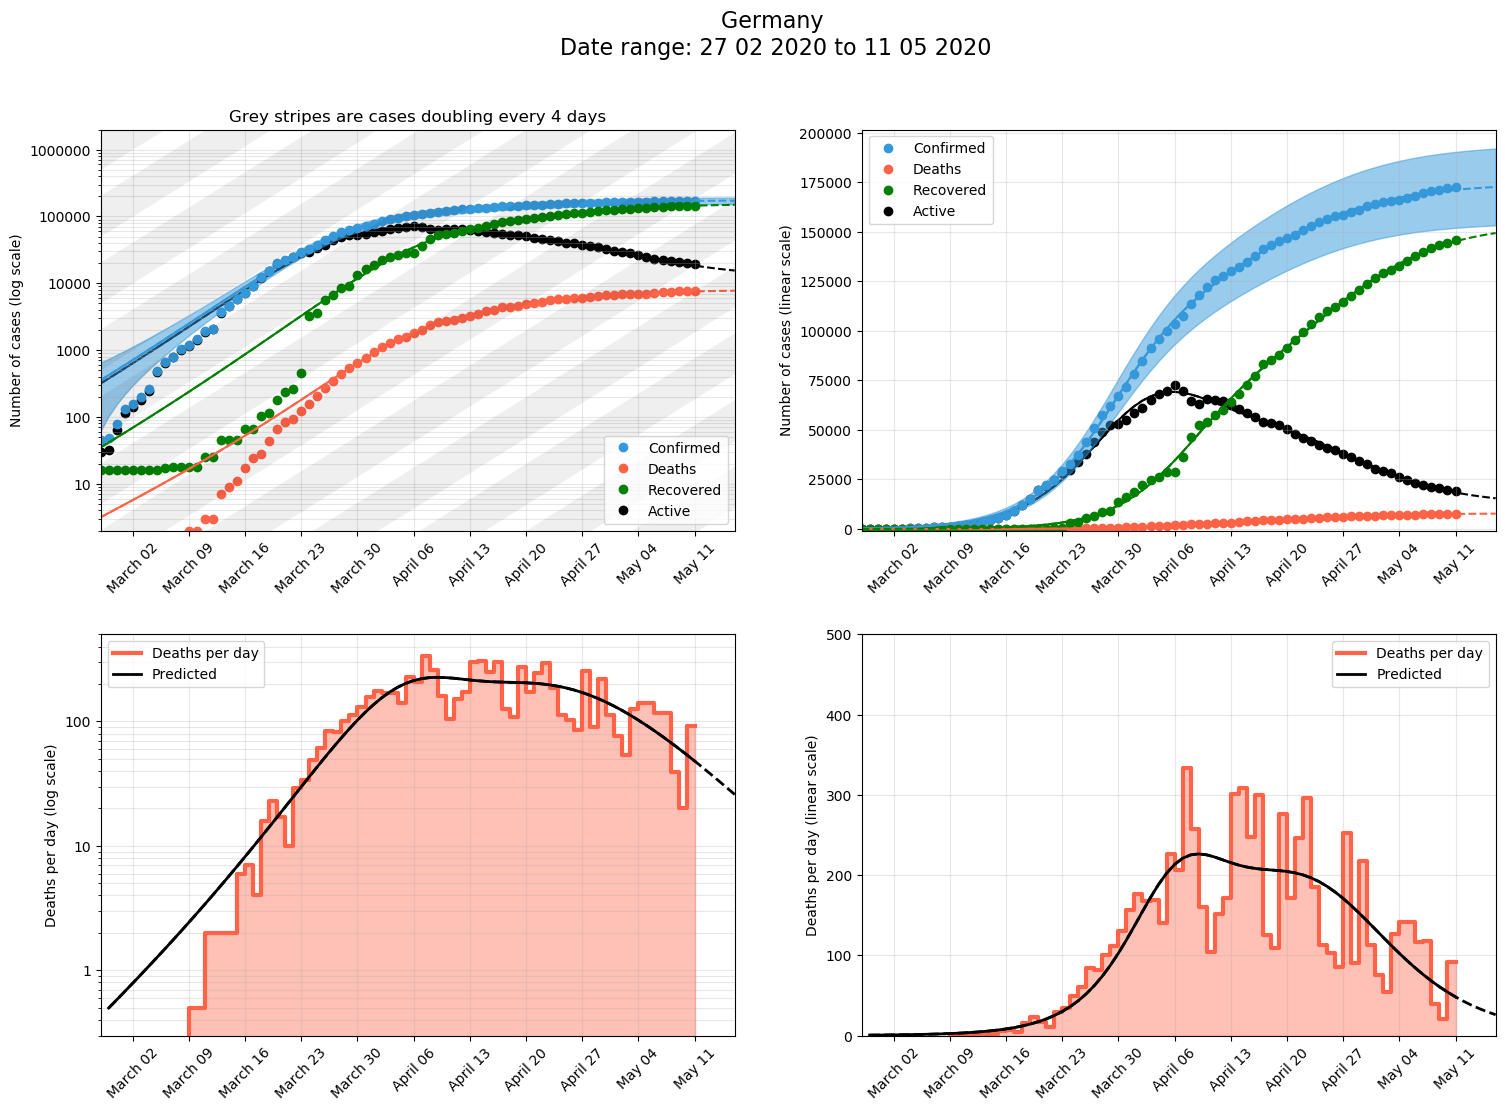 Germany
Date range: 27 02 2020 to 11 05 2020
Grey stripes are cases doubling every 4 days
Number of cases (log scale)
1000000
100000
10000
1000
100
10
Confirmed
Deaths
Recovered
Active
March 02
March 09
March 16
March 23
March 30
April 06
April 13
April 20
April 27
May 04
May 11
Number of cases (linear scale)
200000
175000
150000
125000
100000
75000
50000
25000
0
Confirmed
Deaths
Recovered
Active
March 02
March 09
March 16
March 23
March 30
April 06
April 13
April 20
April 27
May 04
May 11
Deaths per day (log scale)
100
10
1
Deaths per day
Predicted
March 02
March 09
March 16
March 23
March 30
April 06
April 13
April 20
April 27
May 04
May 11
Deaths per day (linear scale)
500
400
300
200
100
0
Deaths per day
Predicted
March 02
March 09
March 16
March 23
March 30
April 06
April 13
April 20
April 27
May 04
May 11